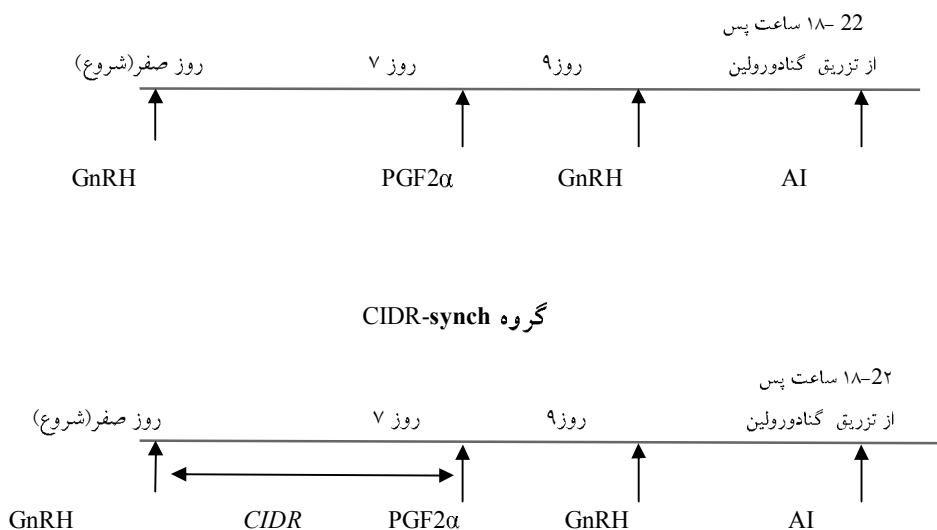 ۱۸– 22 ساعت پس
از تزریق گنادورولین
روز صفر(شروع) روز ۷ روز۹
GnRH PGF2α GnRH AI
گروه CIDR-synch
۱۸–2۲ ساعت پس
از تزریق گنادورولین
روز صفر(شروع) روز ۷ روز۹
GnRH CIDR PGF2α GnRH AI